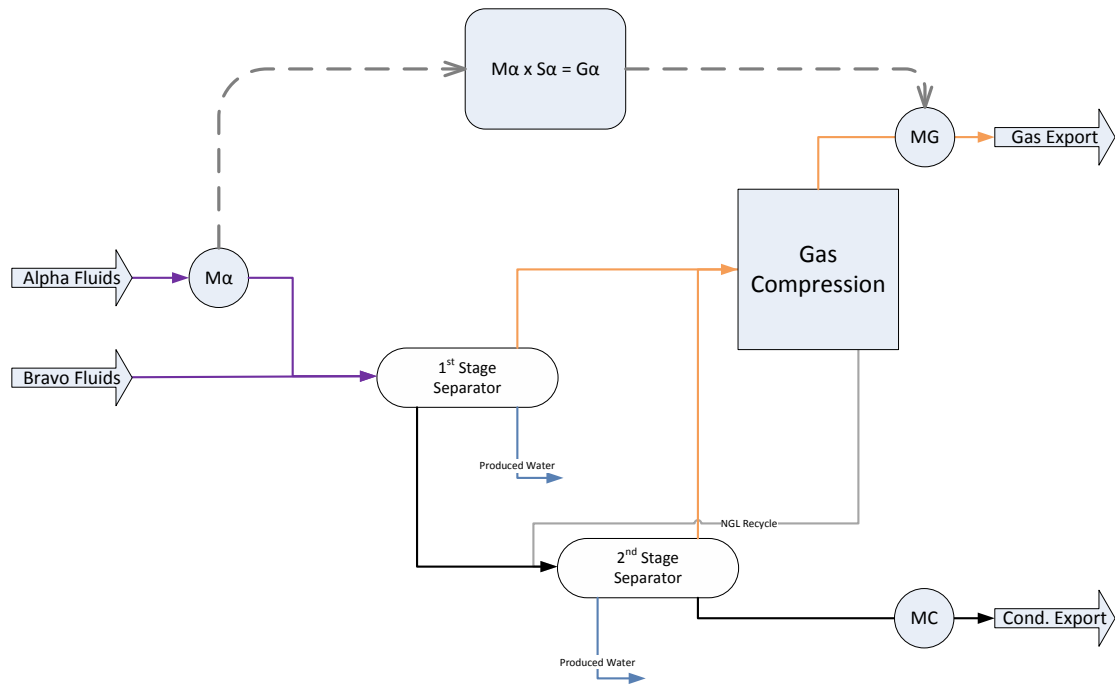 Mα x Sα = Gα
MG
Gas Export
Gas
Compression
Alpha Fluids
Mα
Bravo Fluids
1st Stage
Separator
Produced Water
NGL Recycle
2nd Stage
Separator
MC
Cond. Export
Produced Water